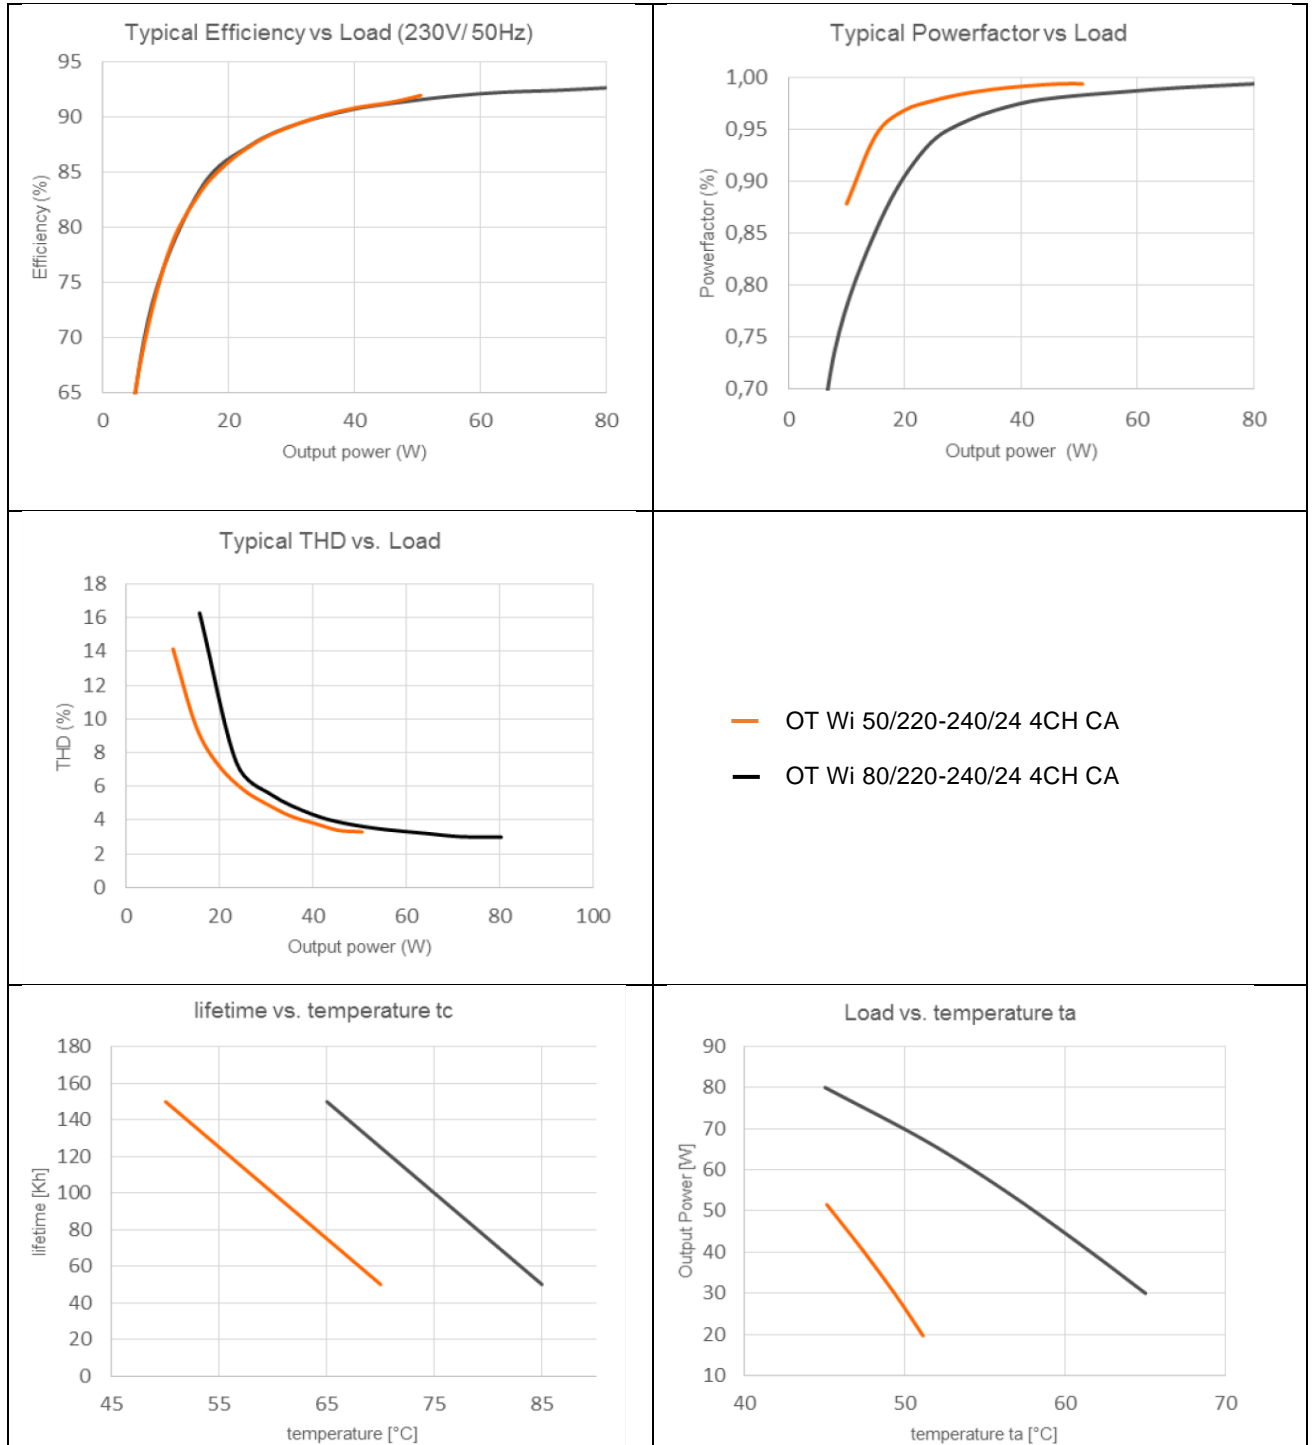 Typical Efficiency vs Load (230V/ 50Hz)
95
90
85
80
75
70
65
Efficiency (%)
0 20 40 60 80
Output power (W)
Typical Powerfactor vs Load
1,00
0,95
0,90
0,85
0,80
0,75
0,70
Powerfactor (%)
0 20 40 60 80
Output power (W)
Typical THD vs. Load
18
16
14
12
10
8
6
4
2
0
THD (%)
0 20 40 60 80 100
Output power (W)
OT Wi 50/220-240/24 4CH CA
OT Wi 80/220-240/24 4CH CA
lifetime vs. temperature tc
180
160
140
120
100
80
60
40
20
0
lifetime [Kh]
45 55 65 75 85
temperature [°C]
Load vs. temperature ta
90
80
70
60
50
40
30
20
10
Output Power [W]
40 50 60 70
temperature ta [°C]